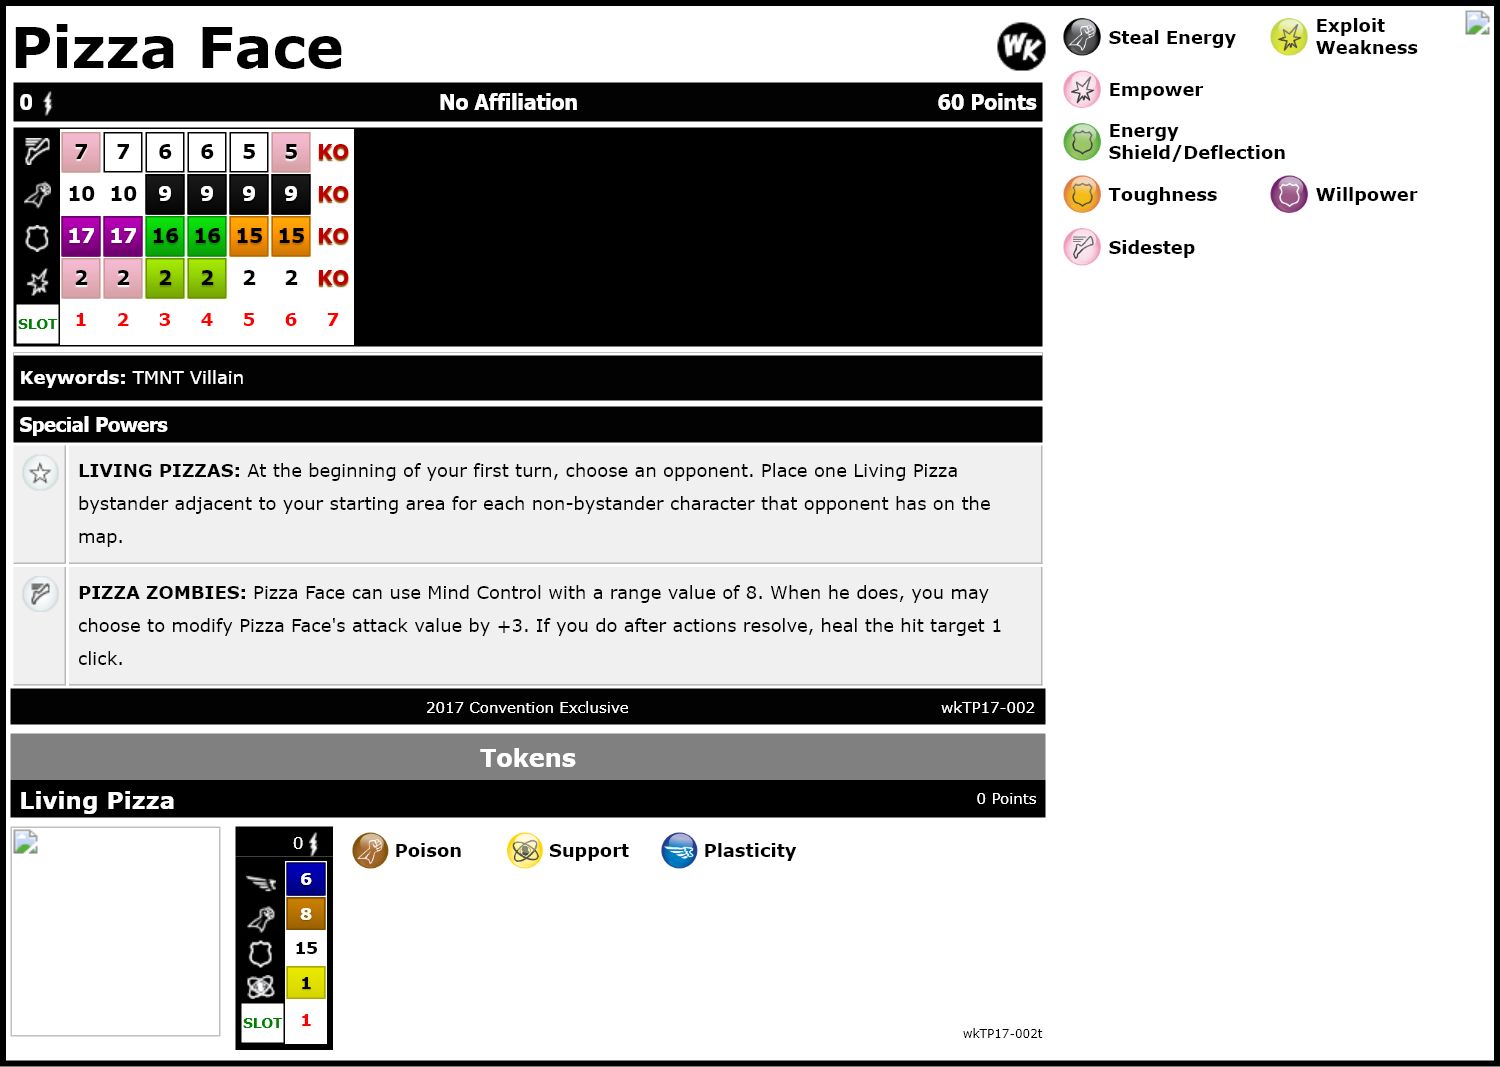 Pizza Face
WK
0 No Affiliation 60 Points
7 7 6 6 5 5 KO
10 10 9 9 9 9 KO
17 17 16 16 15 15 KO
2 2 2 2 2 2 KO
SLOT 1 2 3 4 5 6 7
Keywords: TMNT Villain
Special Powers
LIVING PIZZAS: At the beginning of your first turn, choose an opponent. Place one Living Pizza
bystander adjacent to your starting area for each non-bystander character that opponent has on the
map.
PIZZA ZOMBIES: Pizza Face can use Mind Control with a range value of 8. When he does, you may
choose to modify Pizza Face's attack value by +3. If you do after actions resolve, heal the hit target 1
click.
2017 Convention Exclusive wkTP17-002
Tokens
Living Pizza 0 Points
0
6
8
15
1
SLOT 1
Poison Support Plasticity
wkTP17-002t
Steal Energy
Exploit
Weakness
Empower
Energy
Shield/Deflection
Toughness Willpower
Sidestep